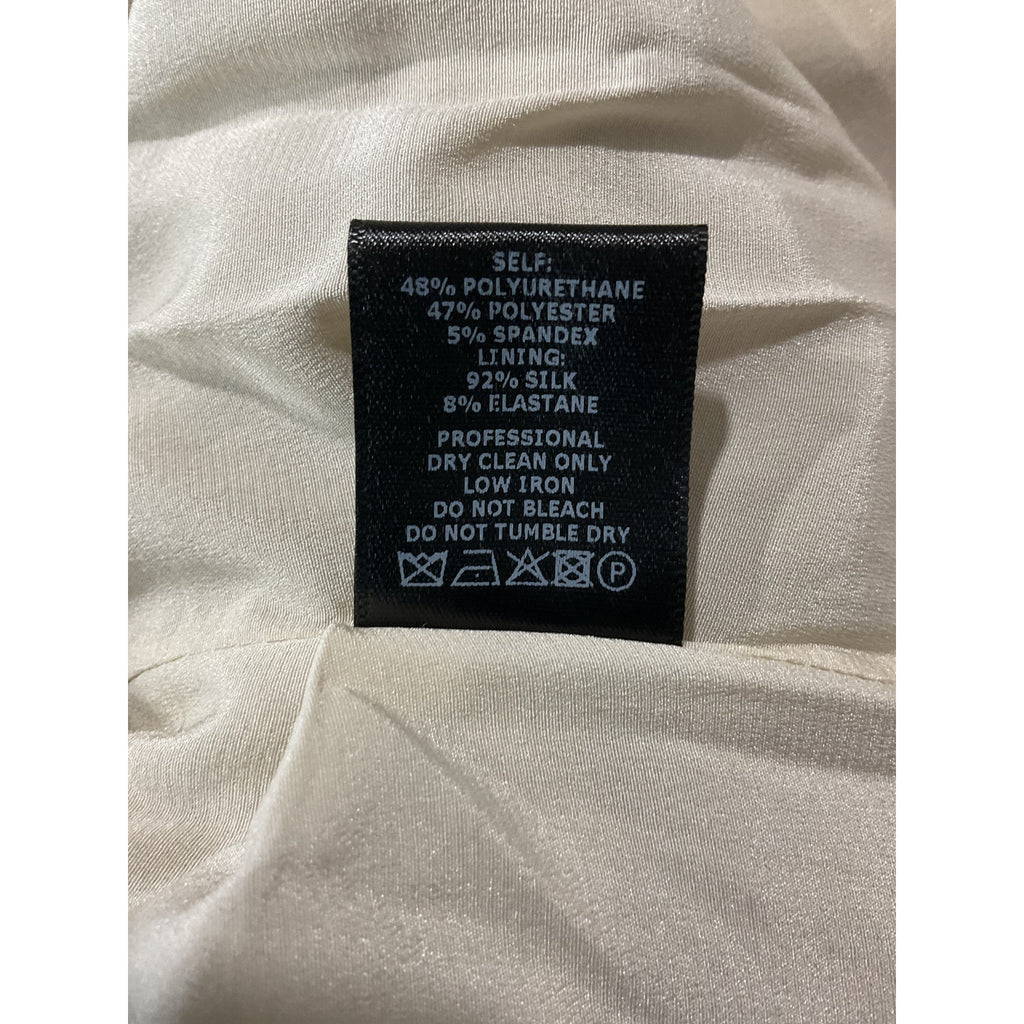 SELF:
48% POLYURETHANE
47% POLYESTER
5% SPANDEX
LINING:
92% SILK
8% ELASTANE
PROFESSIONAL
DRY CLEAN ONLY
LOW IRON
DO NOT BLEACH
DO NOT TUMBLE DRY
P